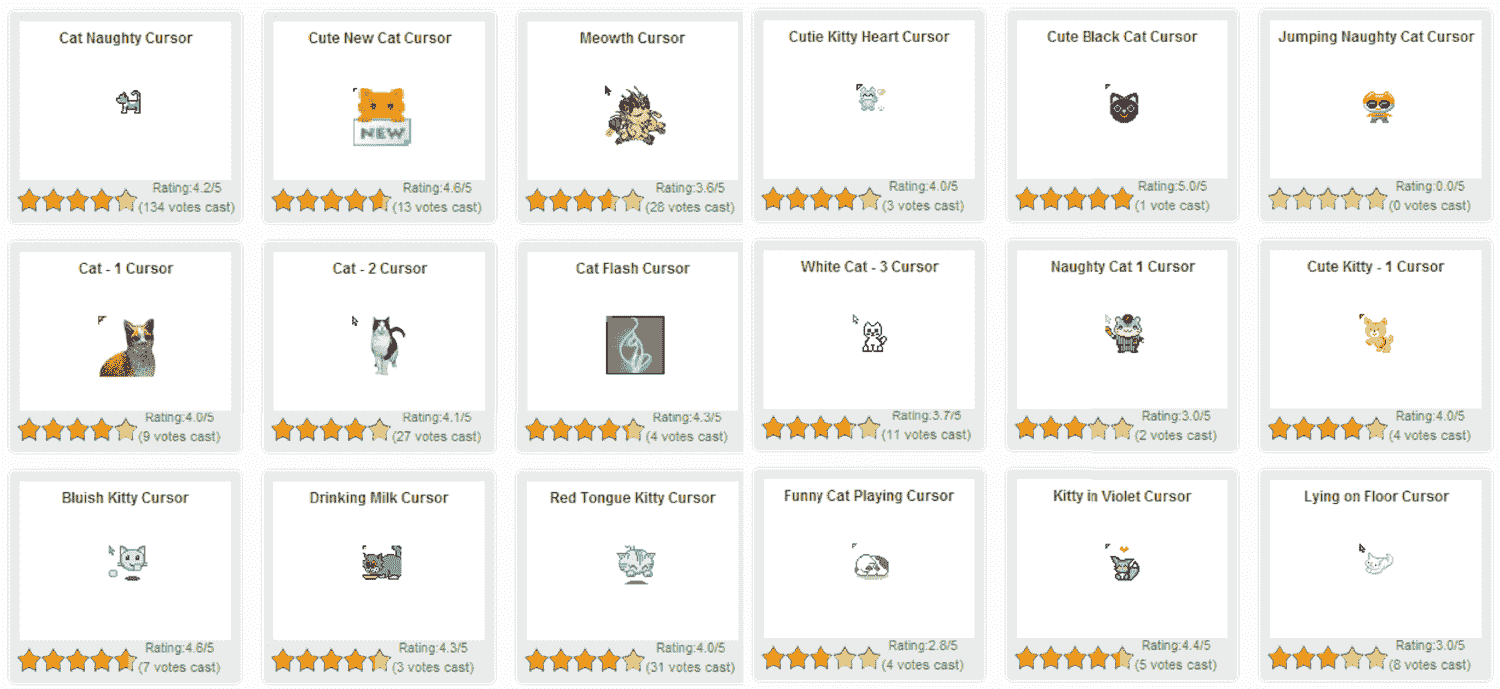 Cat Naughty Cursor
Rating:4.2/5
(134 votes cast)
Cute New Cat Cursor
NEW
Rating:4.6/5
(13 votes cast)
Meowth Cursor
Rating:3.6/5
(28 votes cast)
Cutie Kitty Heart Cursor
Rating:4.0/5
(3 votes cast)
Cute Black Cat Cursor
Rating:5.0/5
(1 vote cast)
Jumping Naughty Cat Cursor
Rating:0.0/5
(0 votes cast)
Cat - 1 Cursor
Rating:4.0/5
(9 votes cast)
Cat - 2 Cursor
Rating:4.1/5
(27 votes cast)
Cat Flash Cursor
Rating:4.3/5
(4 votes cast)
White Cat - 3 Cursor
Rating:3.7/5
(11 votes cast)
Naughty Cat 1 Cursor
Rating:3.0/5
(2 votes cast)
Cute Kitty - 1 Cursor
Rating:4.0/5
(4 votes cast)
Bluish Kitty Cursor
Rating:4.6/5
(7 votes cast)
Drinking Milk Cursor
Rating:4.3/5
(3 votes cast)
Red Tongue Kitty Cursor
Rating:4.0/5
(31 votes cast)
Funny Cat Playing Cursor
Rating:2.8/5
(4 votes cast)
Kitty in Violet Cursor
Rating:4.4/5
(5 votes cast)
Lying on Floor Cursor
Rating:3.0/5
(8 votes cast)